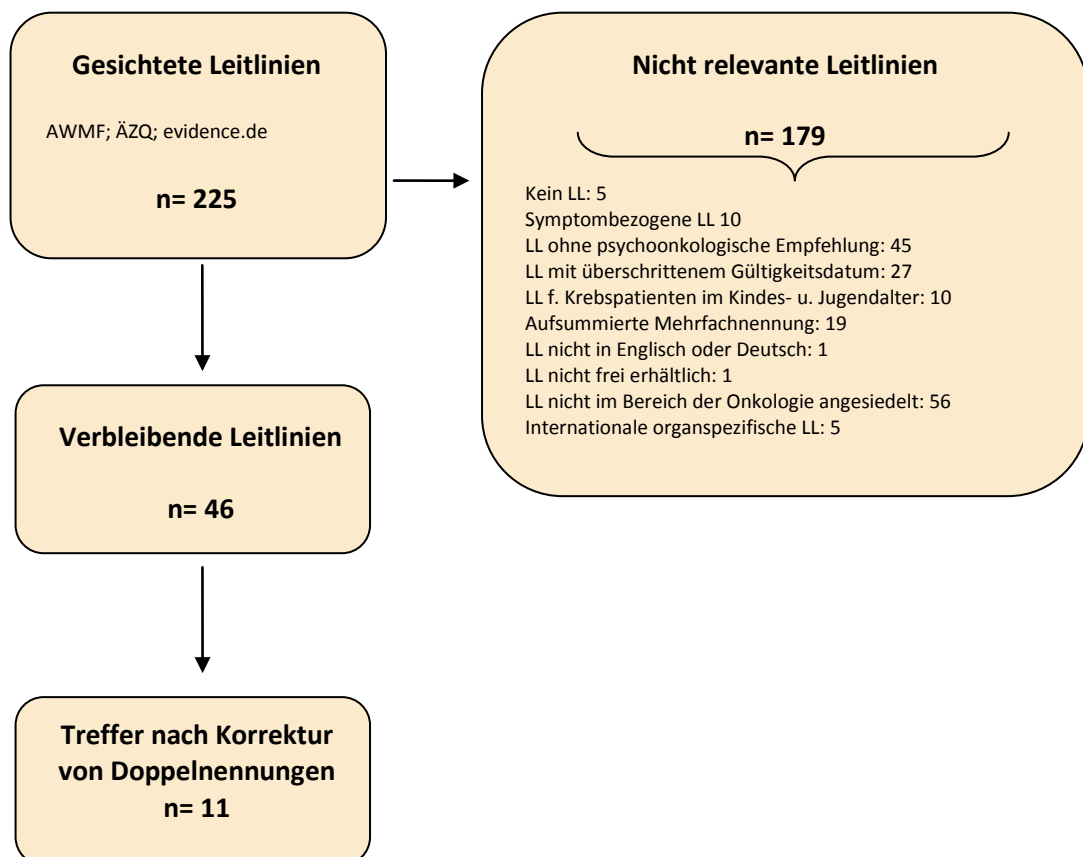 Gesichtete Leitlinien
AWMF; ÄZQ; evidence.de
n= 225
Nicht relevante Leitlinien
n= 179
Kein LL: 5
Symptombezogene LL 10
LL ohne psychoonkologische Empfehlung: 45
LL mit überschrittenem Gültigkeitsdatum: 27
LL f. Krebspatienten im Kindes- u. Jugendalter: 10
Aufsummierte Mehrfachnennung: 19
LL nicht in Englisch oder Deutsch: 1
LL nicht frei erhältlich: 1
LL nicht im Bereich der Onkologie angesiedelt: 56
Internationale organspezifische LL: 5
Verbleibende Leitlinien
n= 46
Treffer nach Korrektur
von Doppelnennungen
n= 11